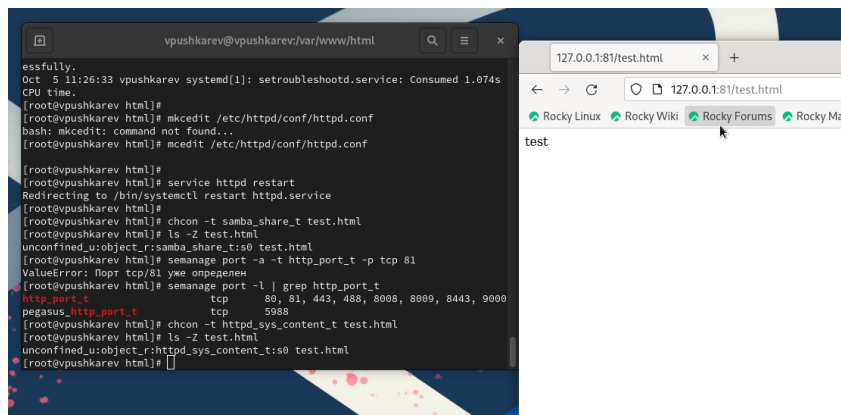 vpushkarev@vpushkarev:/var/www/html
essfully.
Oct  5 11:26:33 vpushkarev systemd[1]: setroubleshootd.service: Consumed 1.074s
CPU time.
[root@vpushkarev html]#
[root@vpushkarev html]# mkcedit /etc/httpd/conf/httpd.conf
bash: mkcedit: command not found...
[root@vpushkarev html]# mcedit /etc/httpd/conf/httpd.conf
[root@vpushkarev html]#
[root@vpushkarev html]# service httpd restart
Redirecting to /bin/systemctl restart httpd.service
[root@vpushkarev html]#
[root@vpushkarev html]# chcon -t samba_share_t test.html
[root@vpushkarev html]# ls -Z test.html
unconfined_u:object_r:samba_share_t:s0 test.html
[root@vpushkarev html]# semanage port -a -t http_port_t -p tcp 81
ValueError: Порт tcp/81 уже определен
[root@vpushkarev html]# semanage port -l | grep http_port_t
http_port_t                    tcp      80, 81, 443, 488, 8008, 8009, 8443, 9000
pegasus_http_port_t            tcp      5988
[root@vpushkarev html]# chcon -t httpd_sys_content_t test.html
[root@vpushkarev html]# ls -Z test.html
unconfined_u:object_r:httpd_sys_content_t:s0 test.html
[root@vpushkarev html]#
127.0.0.1:81/test.html
127.0.0.1:81/test.html
Rocky Linux Rocky Wiki Rocky Forums Rocky Ma
test